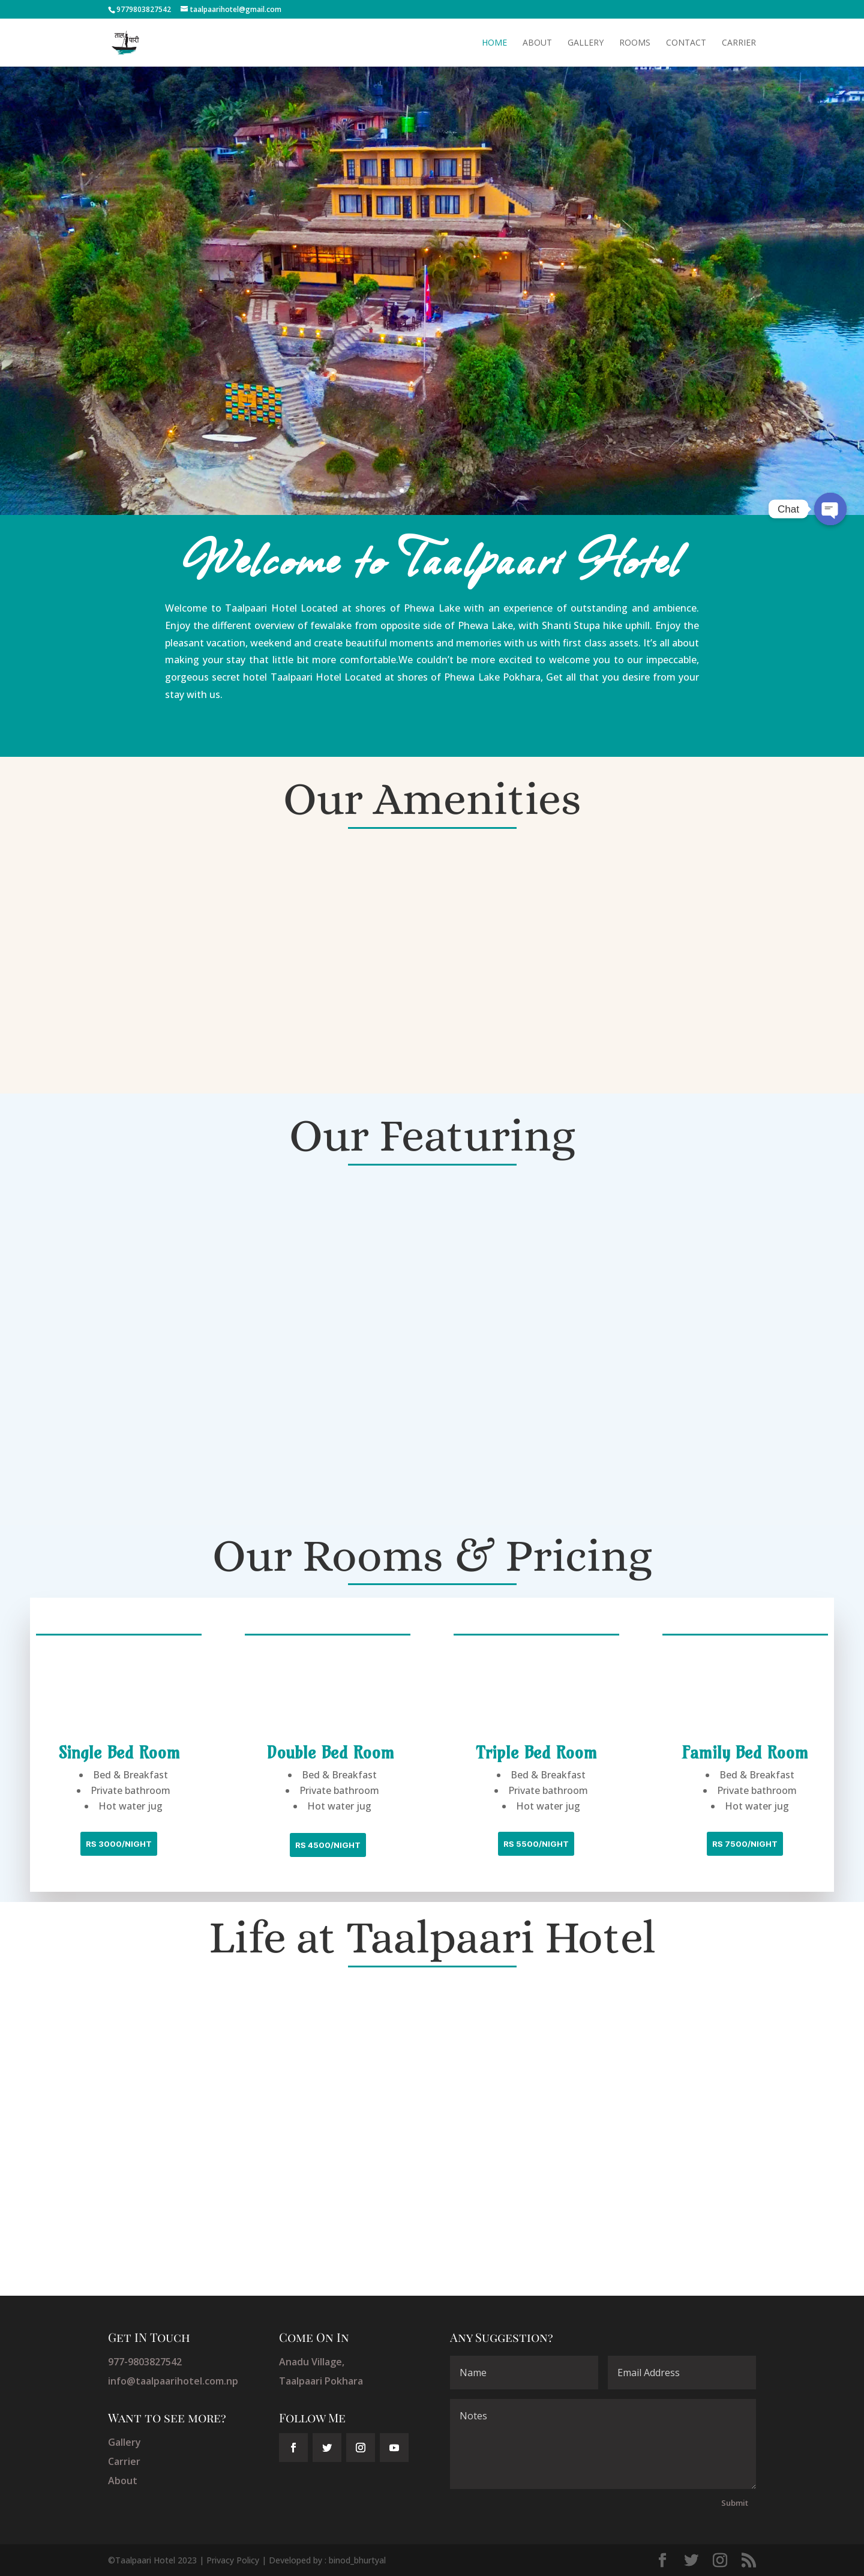 9779803827542 taalpaarihotel@gmail.com
ताल पारी
HOME ABOUT GALLERY ROOMS CONTACT CARRIER
Chat
Welcome to Taalpaari Hotel
Welcome to Taalpaari Hotel Located at shores of Phewa Lake with an experience of outstanding and ambience.
Enjoy the different overview of fewalake from opposite side of Phewa Lake, with Shanti Stupa hike uphill. Enjoy the
pleasant vacation, weekend and create beautiful moments and memories with us with first class assets. It’s all about
making your stay that little bit more comfortable.We couldn’t be more excited to welcome you to our impeccable,
gorgeous secret hotel Taalpaari Hotel Located at shores of Phewa Lake Pokhara, Get all that you desire from your
stay with us.
Our Amenities
Our Featuring
Our Rooms & Pricing
Single Bed Room
• Bed & Breakfast
• Private bathroom
• Hot water jug
RS 3000/NIGHT
Double Bed Room
• Bed & Breakfast
• Private bathroom
• Hot water jug
RS 4500/NIGHT
Triple Bed Room
• Bed & Breakfast
• Private bathroom
• Hot water jug
RS 5500/NIGHT
Family Bed Room
• Bed & Breakfast
• Private bathroom
• Hot water jug
RS 7500/NIGHT
Life at Taalpaari Hotel
Get IN Touch
977-9803827542
info@taalpaarihotel.com.np
Want to see more?
Gallery
Carrier
About
Come On In
Anadu Village,
Taalpaari Pokhara
Follow Me
Any Suggestion?
Name
Email Address
Notes
Submit
©Taalpaari Hotel 2023 | Privacy Policy | Developed by : binod_bhurtyal